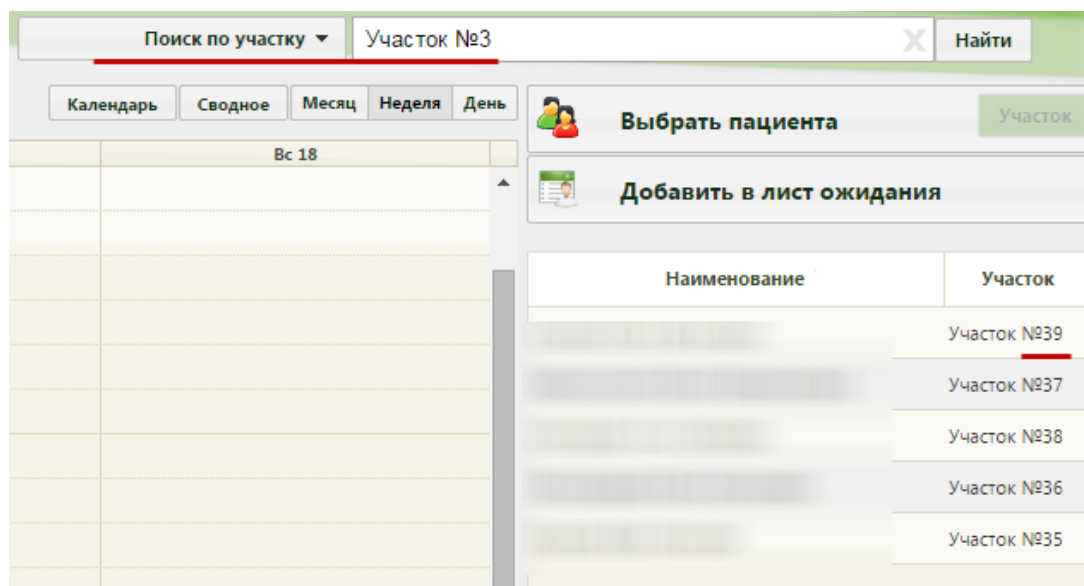 Поиск по участку Участок №3 X Найти
Календарь Сводное Месяц Неделя День
Выбрать пациента Участок
Вс 18
Добавить в лист ожидания
Наименование Участок
Участок №39
Участок №37
Участок №38
Участок №36
Участок №35